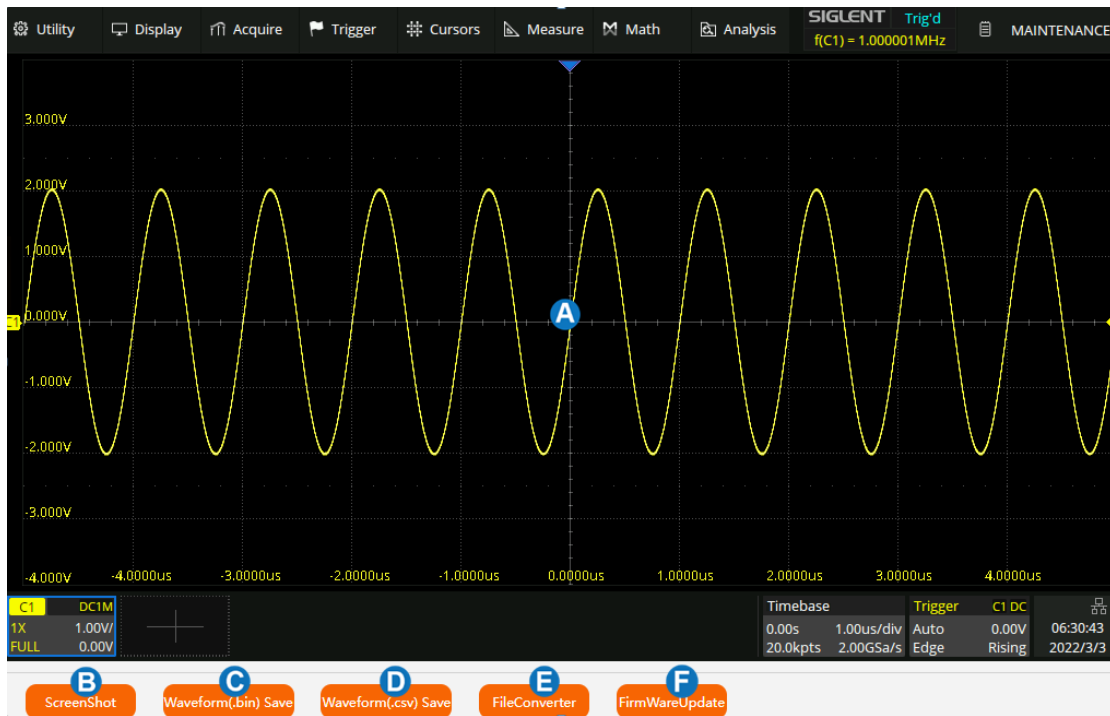 Utility Display Acquire Trigger Cursors Measure Math Analysis SIGLENT Trig'd MAINTENANCE
f(C1) = 1.000001MHz
3.000V
2.000V
1.000V
A
C1 0.000V
-1.000V
-2.000V
-3.000V
-4.000V -4.0000us -3.0000us -2.0000us -1.0000us 0.0000us 1.0000us 2.0000us 3.0000us 4.0000us
C1 DC1M Timebase Trigger C1 DC
1X 1.00V/ 0.00s 1.00us/div Auto 0.00V 06:30:43
FULL 0.00V 20.0kpts 2.00GSa/s Edge Rising 2022/3/3
B C D E F
ScreenShot Waveform(.bin) Save Waveform(.csv) Save FileConverter FirmWareUpdate